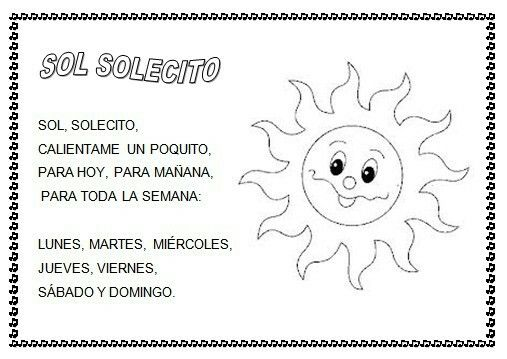 SOL SOLECITO
SOL, SOLECITO,
CALIENTAME UN POQUITO,
PARA HOY, PARA MAÑANA,
PARA TODA LA SEMANA:
LUNES, MARTES, MIÉRCOLES,
JUEVES, VIERNES,
SÁBADO Y DOMINGO.